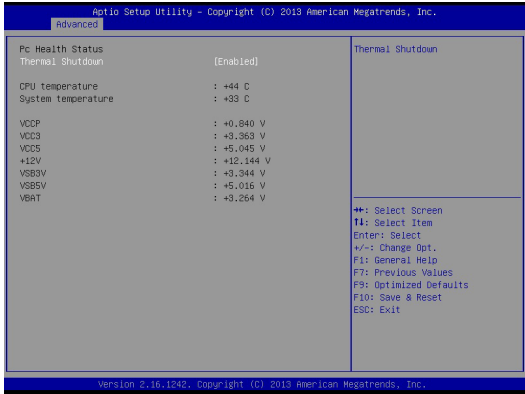 Aptio Setup Utility – Copyright (C) 2013 American Megatrends, Inc.
Advanced
Pc Health Status
Thermal Shutdown [Enabled]
CPU temperature : +44 C
System temperature : +33 C
VCCP : +0.840 V
VCC3 : +3.363 V
VCC5 : +5.045 V
+12V : +12.144 V
VSB3V : +3.344 V
VSB5V : +5.016 V
VBAT : +3.264 V
Thermal Shutdown
→←: Select Screen
↑↓: Select Item
Enter: Select
+/-: Change Opt.
F1: General Help
F7: Previous Values
F9: Optimized Defaults
F10: Save & Reset
ESC: Exit
Version 2.16.1242. Copyright (C) 2013 American Megatrends, Inc.